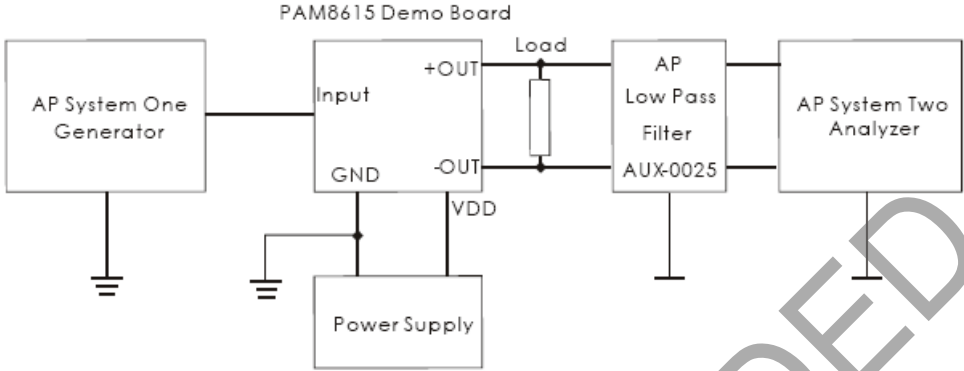 PAM8615 Demo Board
AP System One
Generator
Input
+OUT
-OUT
GND
VDD
Load
AP
Low Pass
Filter
AUX-0025
AP System Two
Analyzer
Power Supply
DED